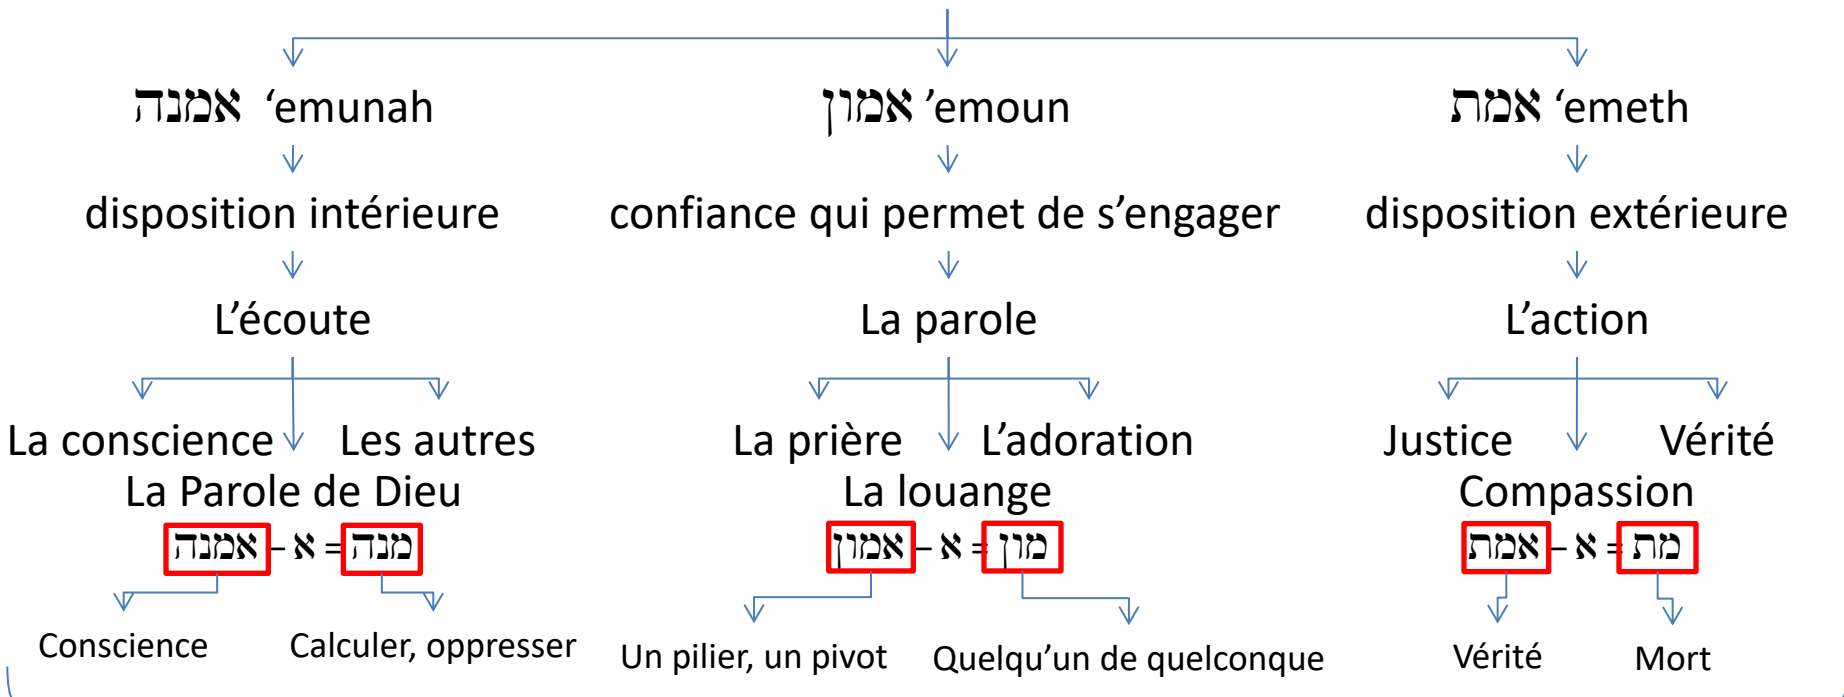 אמנה ‘emunah
אמון ’emoun
אמת ‘emeth
disposition intérieure
confiance qui permet de s’engager
disposition extérieure
L’écoute
La parole
L’action
La conscience
Les autres
La prière
L’adoration
Justice
Vérité
La Parole de Dieu
La louange
Compassion
אמנה – א = מנה
אמון – א = מון
אמת – א = מת
Conscience
Calculer, oppresser
Un pilier, un pivot
Quelqu’un de quelconque
Vérité
Mort